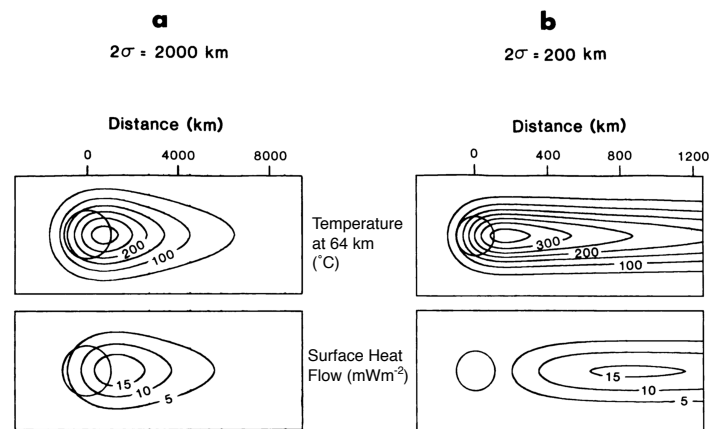 a
2σ = 2000 km
Distance (km)
0 4000 8000
200
100
15
10
5
Temperature
at 64 km
(˚C)
Surface Heat
Flow (mWm-2)
b
2σ = 200 km
Distance (km)
0 400 1200
300
200
100
15
10
5